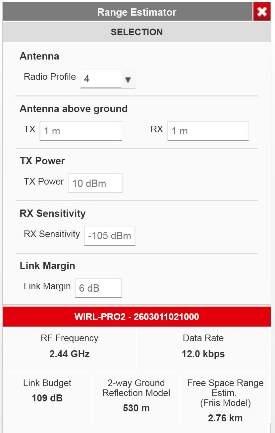 Range Estimator
SELECTION
Antenna
Radio Profile 4
Antenna above ground
TX 1 m RX 1 m
TX Power
TX Power 10 dBm
RX Sensitivity
RX Sensitivity -105 dBm
Link Margin
Link Margin 6 dB
WIRL-PRO2 - 2603011021000
RF Frequency Data Rate
2.44 GHz 12.0 kbps
Link Budget 2-way Ground Free Space Range
109 dB Reflection Model Estim.
530 m (Friis Model)
2.76 km